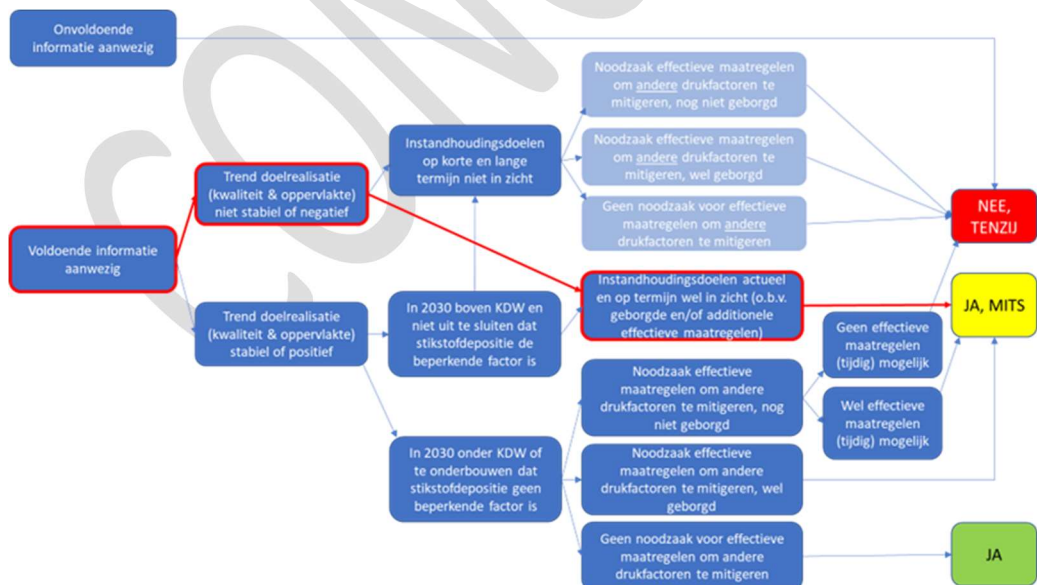 Onvoldoende
informatie aanwezig
Voldoende informatie
aanwezig
Trend doelrealisatie
(kwaliteit & oppervlakte)
niet stabiel of negatief
Trend doelrealisatie
(kwaliteit & oppervlakte)
stabiel of positief
Instandhoudingsdoelen
op korte en lange
termijn niet in zicht
In 2030 boven KDW en
niet uit te sluiten dat
stikstofdepositie de
beperkende factor is
In 2030 onder KDW of
te onderbouwen dat
stikstofdepositie geen
beperkende factor is
Noodzaak effectieve maatregelen
om andere drukfactoren te
mitigeren, nog niet geborgd
Noodzaak effectieve maatregelen
om andere drukfactoren te
mitigeren, wel geborgd
Geen noodzaak voor effectieve
maatregelen om andere
drukfactoren te mitigeren
Instandhoudingsdoelen actueel
en op termijn wel in zicht (o.b.v.
geborgde en/of additionele
effectieve maatregelen)
Noodzaak effectieve
maatregelen om andere
drukfactoren te mitigeren, nog
niet geborgd
Noodzaak effectieve
maatregelen om andere
drukfactoren te mitigeren, wel
geborgd
Geen noodzaak voor effectieve
maatregelen om andere
drukfactoren te mitigeren
Geen effectieve
maatregelen
(tijdig) mogelijk
Wel effectieve
maatregelen
(tijdig) mogelijk
NEE,
TENZIJ
JA, MITS
JA